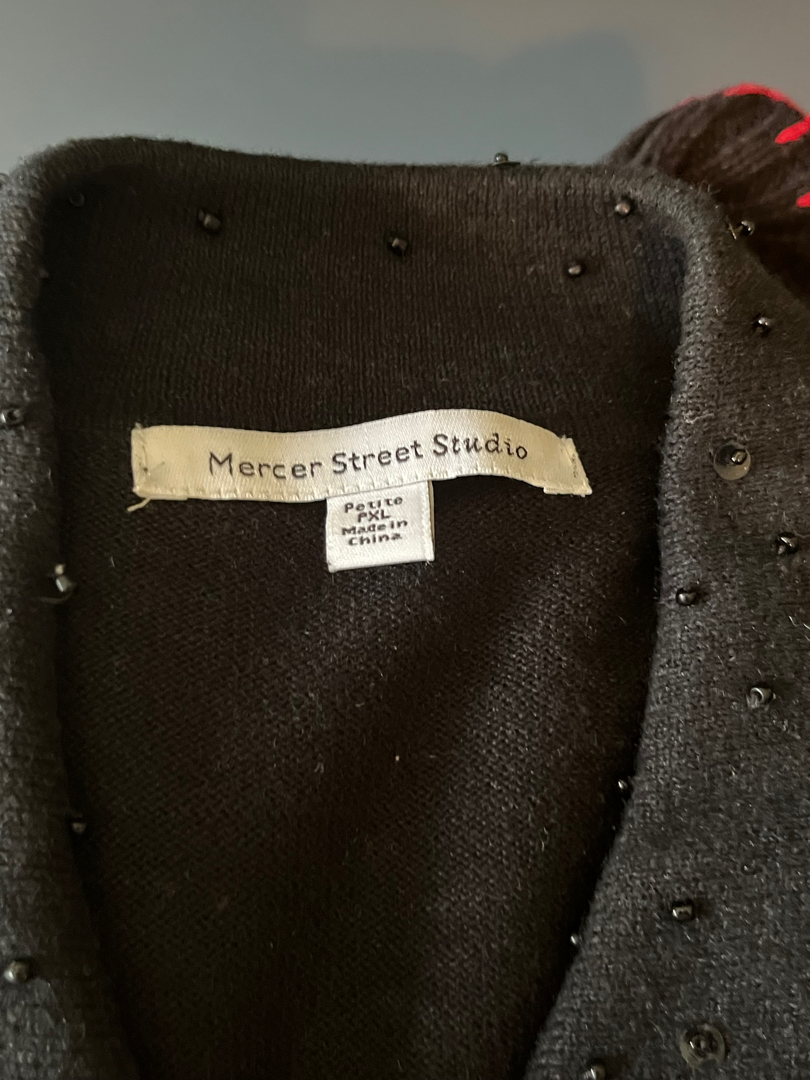 Mercer Street Studio
Petite
PXL
Made in
China